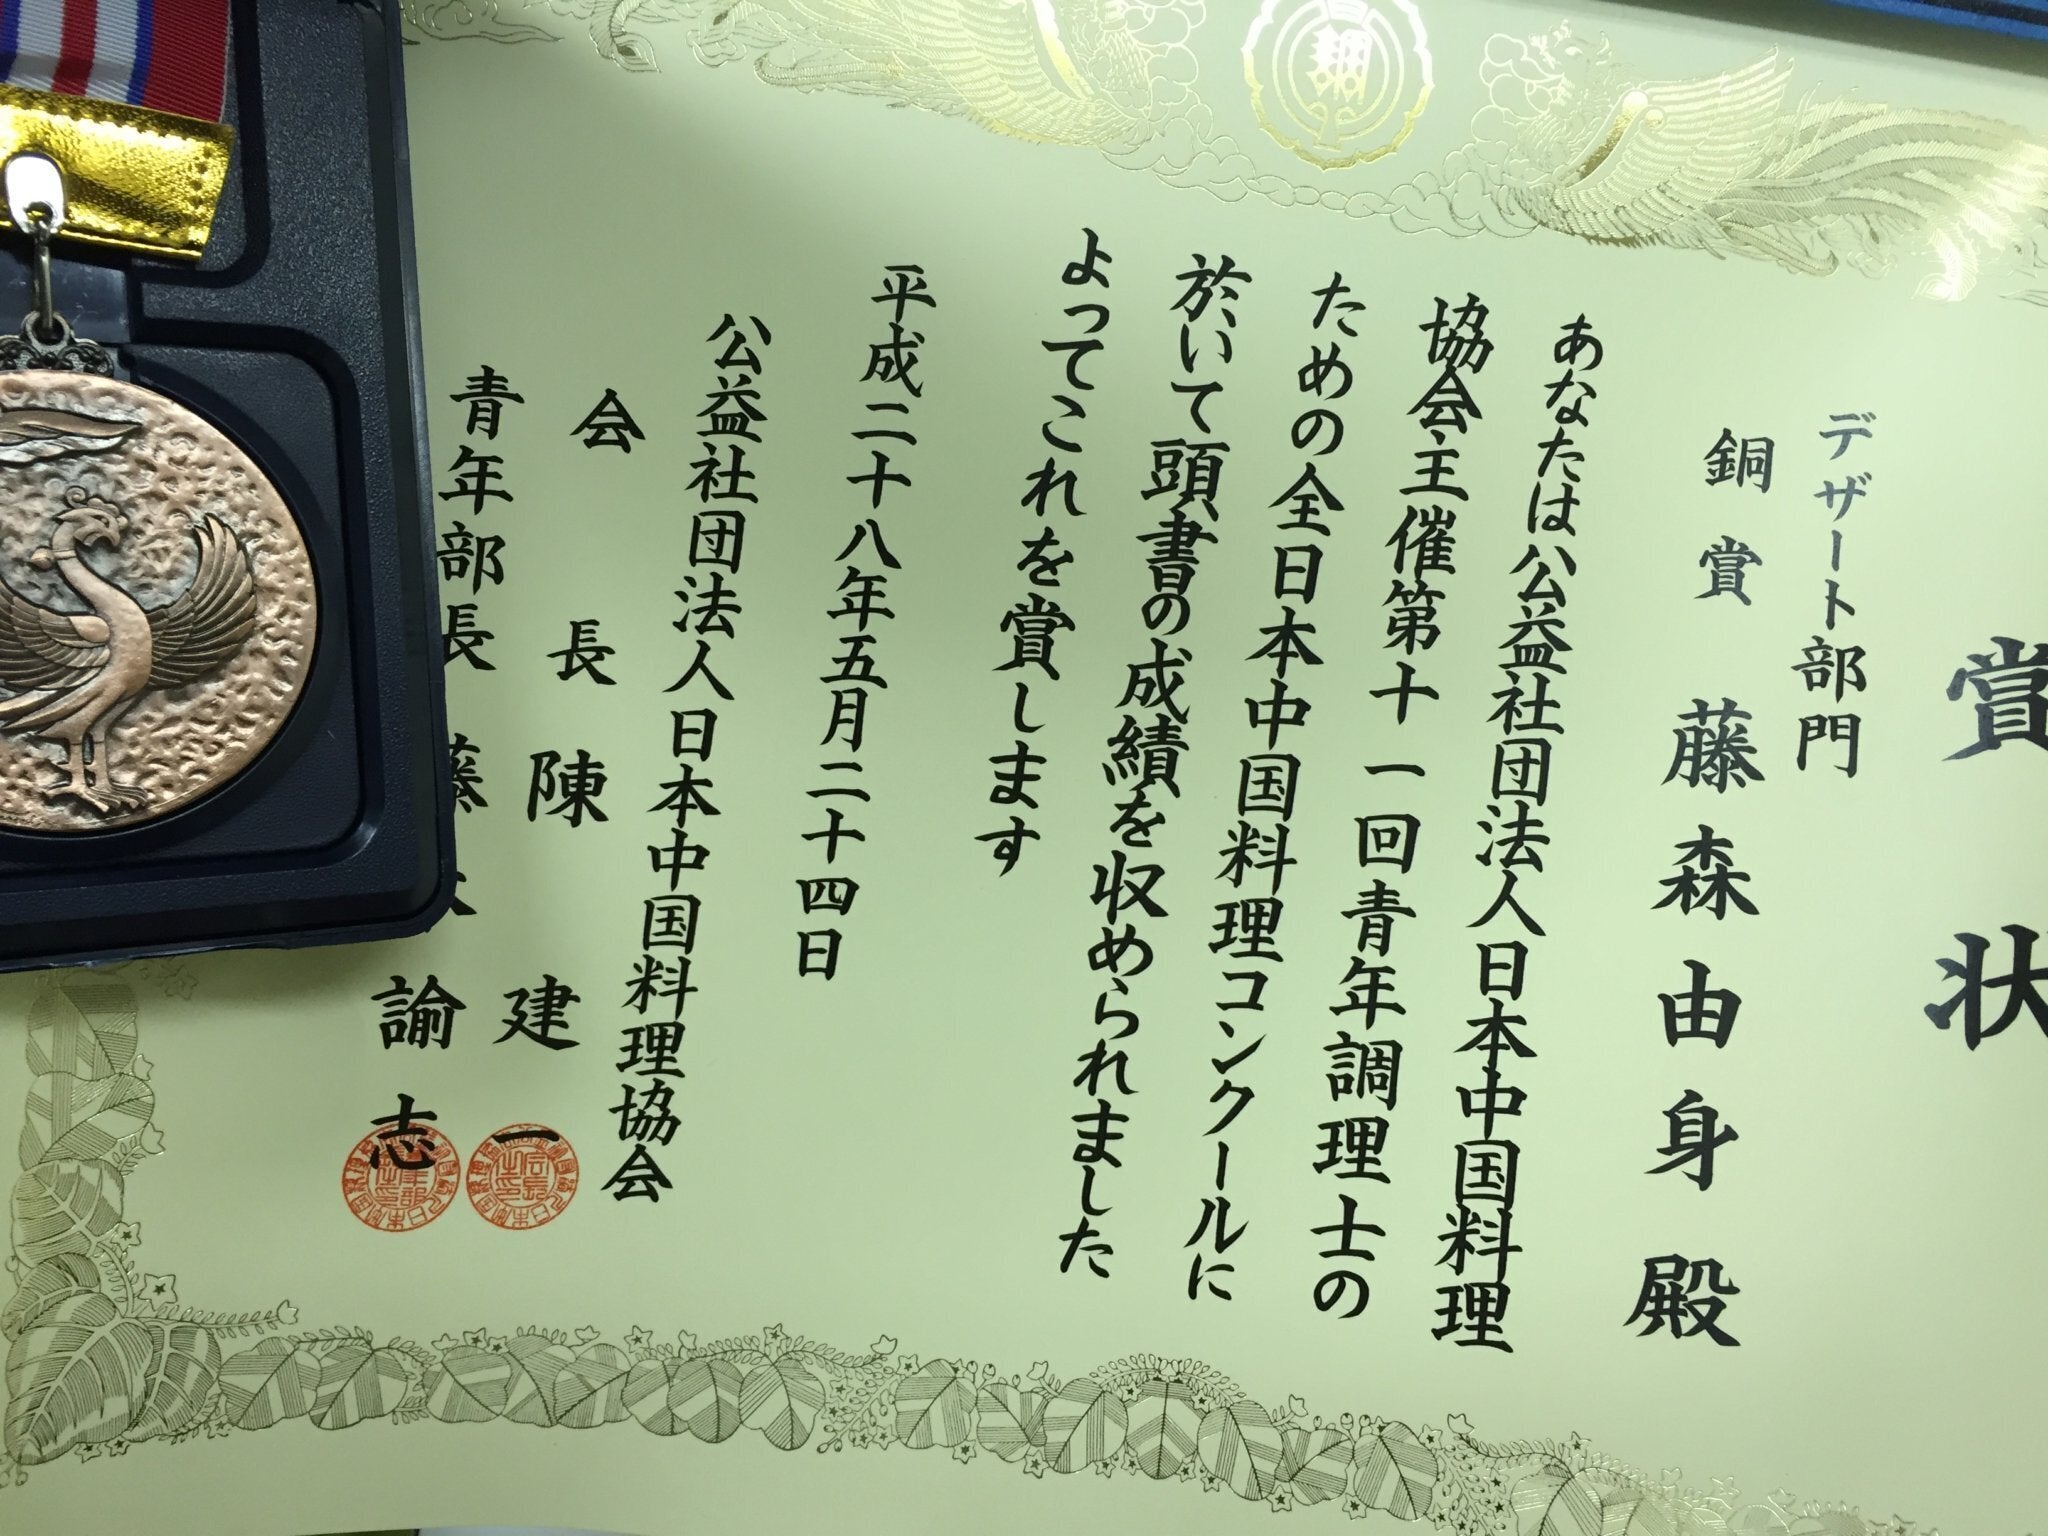 賞状
デザート部門
銅賞 藤森由身殿
あなたは公益社団法人日本中国料理
協会主催第十一回青年調理士の
ための全日本中国料理コンクールに
於いて頭書の成績を収められました
よってこれを賞します
平成二十八年五月二十四日
公益社団法人日本中国料理協会
会長 陳建一
青年部長 藤 諭志